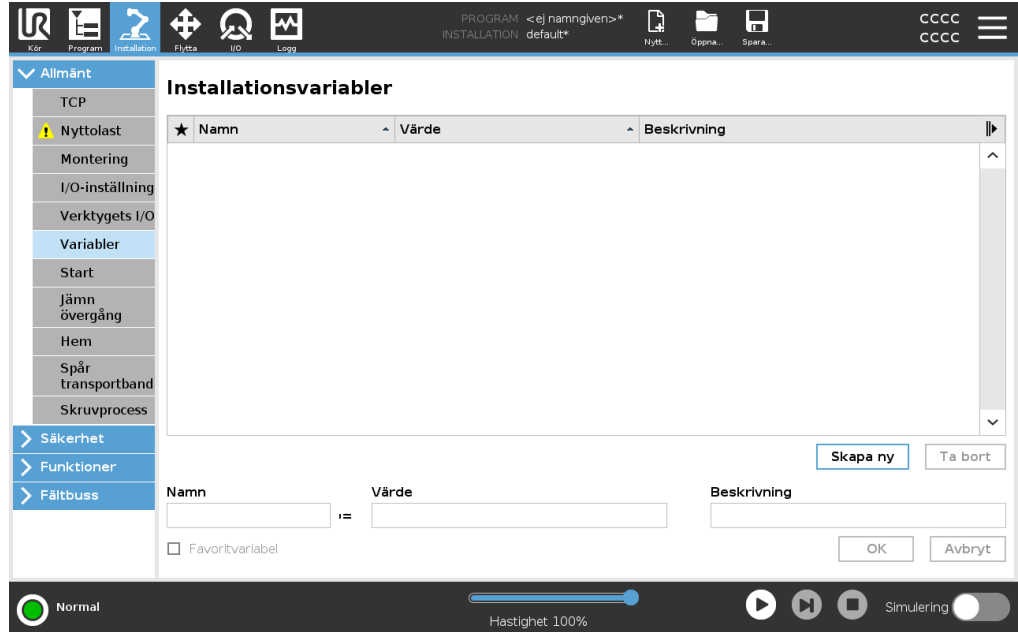 PROGRAM <ej namngiven>*
INSTALLATION default*
CCCC
CCCC
Kör Program Installation Flytta I/O Logg Nytt... Öppna... Spara...
Allmänt
TCP
Nyttolast
Montering
I/O-inställning
Verktygets I/O
Variabler
Start
Jämn
övergång
Hem
Spår
transportband
Skruvprocess
Säkerhet
Funktioner
Fältbuss
Installationsvariabler
Namn Värde Beskrivning
Skapa ny Ta bort
Namn Värde Beskrivning
:=
Favoritvariabel OK Avbryt
Normal
Hastighet 100%
Simulering